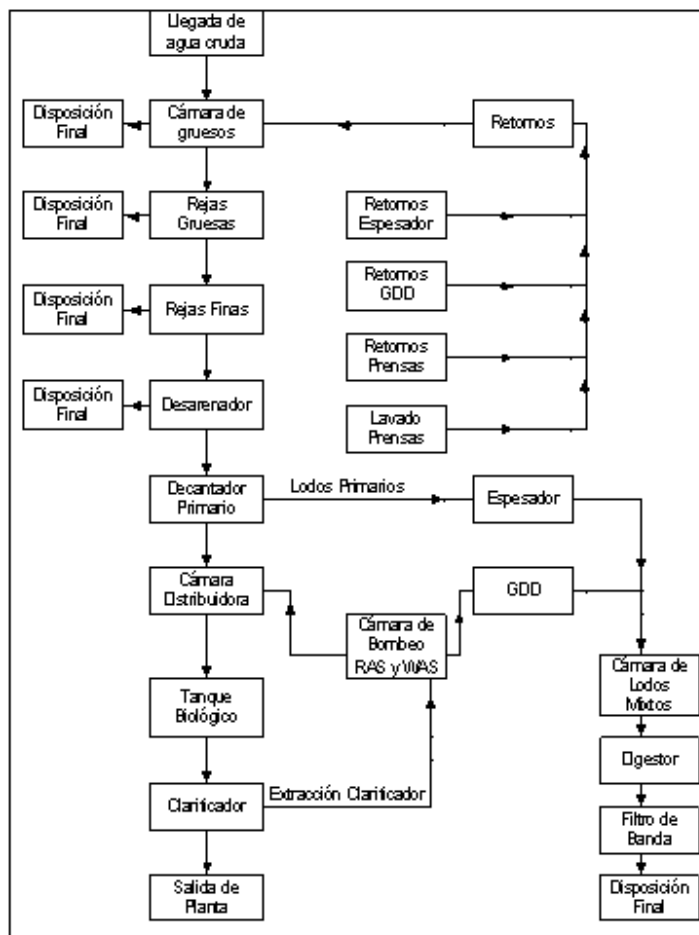 Llegada de
agua cruda
Disposición
Final
Cámara de
gruesos
Retornos
Disposición
Final
Rejas
Gruesas
Retornos
Espesador
Disposición
Final
Rejas Finas
Retornos
GDD
Retornos
Prensas
Disposición
Final
Desarenador
Lavado
Prensas
Decantador
Primario
Lodos Primarios
Espesador
Cámara
Distribuidora
GDD
Cámara de
Bombeo
RAS y WAS
Tanque
Biológico
Cámara de
Lodos
Mixtos
Digestor
Clarificador
Extracción Clarificador
Filtro de
Banda
Salida de
Planta
Disposición
Final